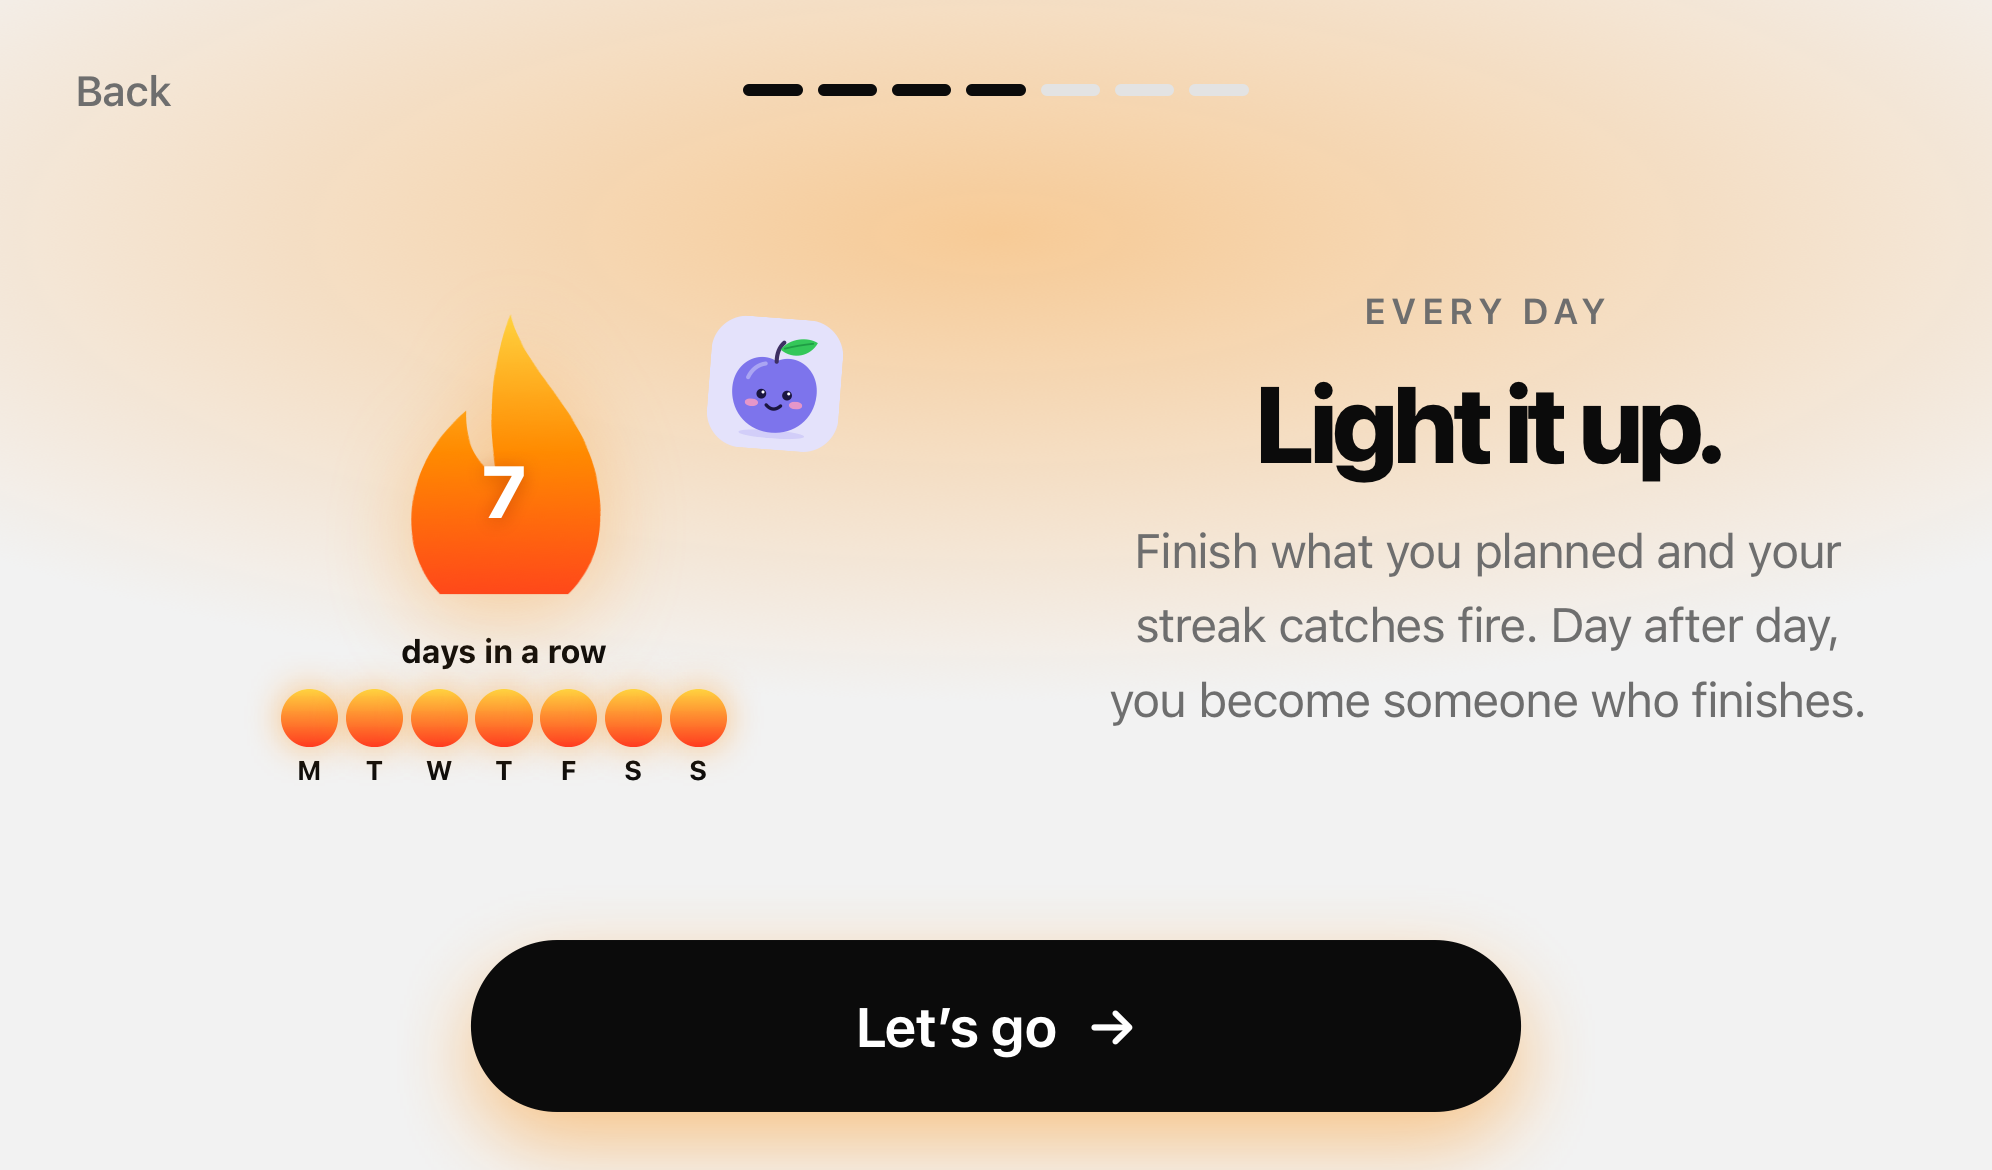 Back
7
days in a row
M T W T F S S
EVERY DAY
Light it up.
Finish what you planned and your
streak catches fire. Day after day,
you become someone who finishes.
Let’s go →